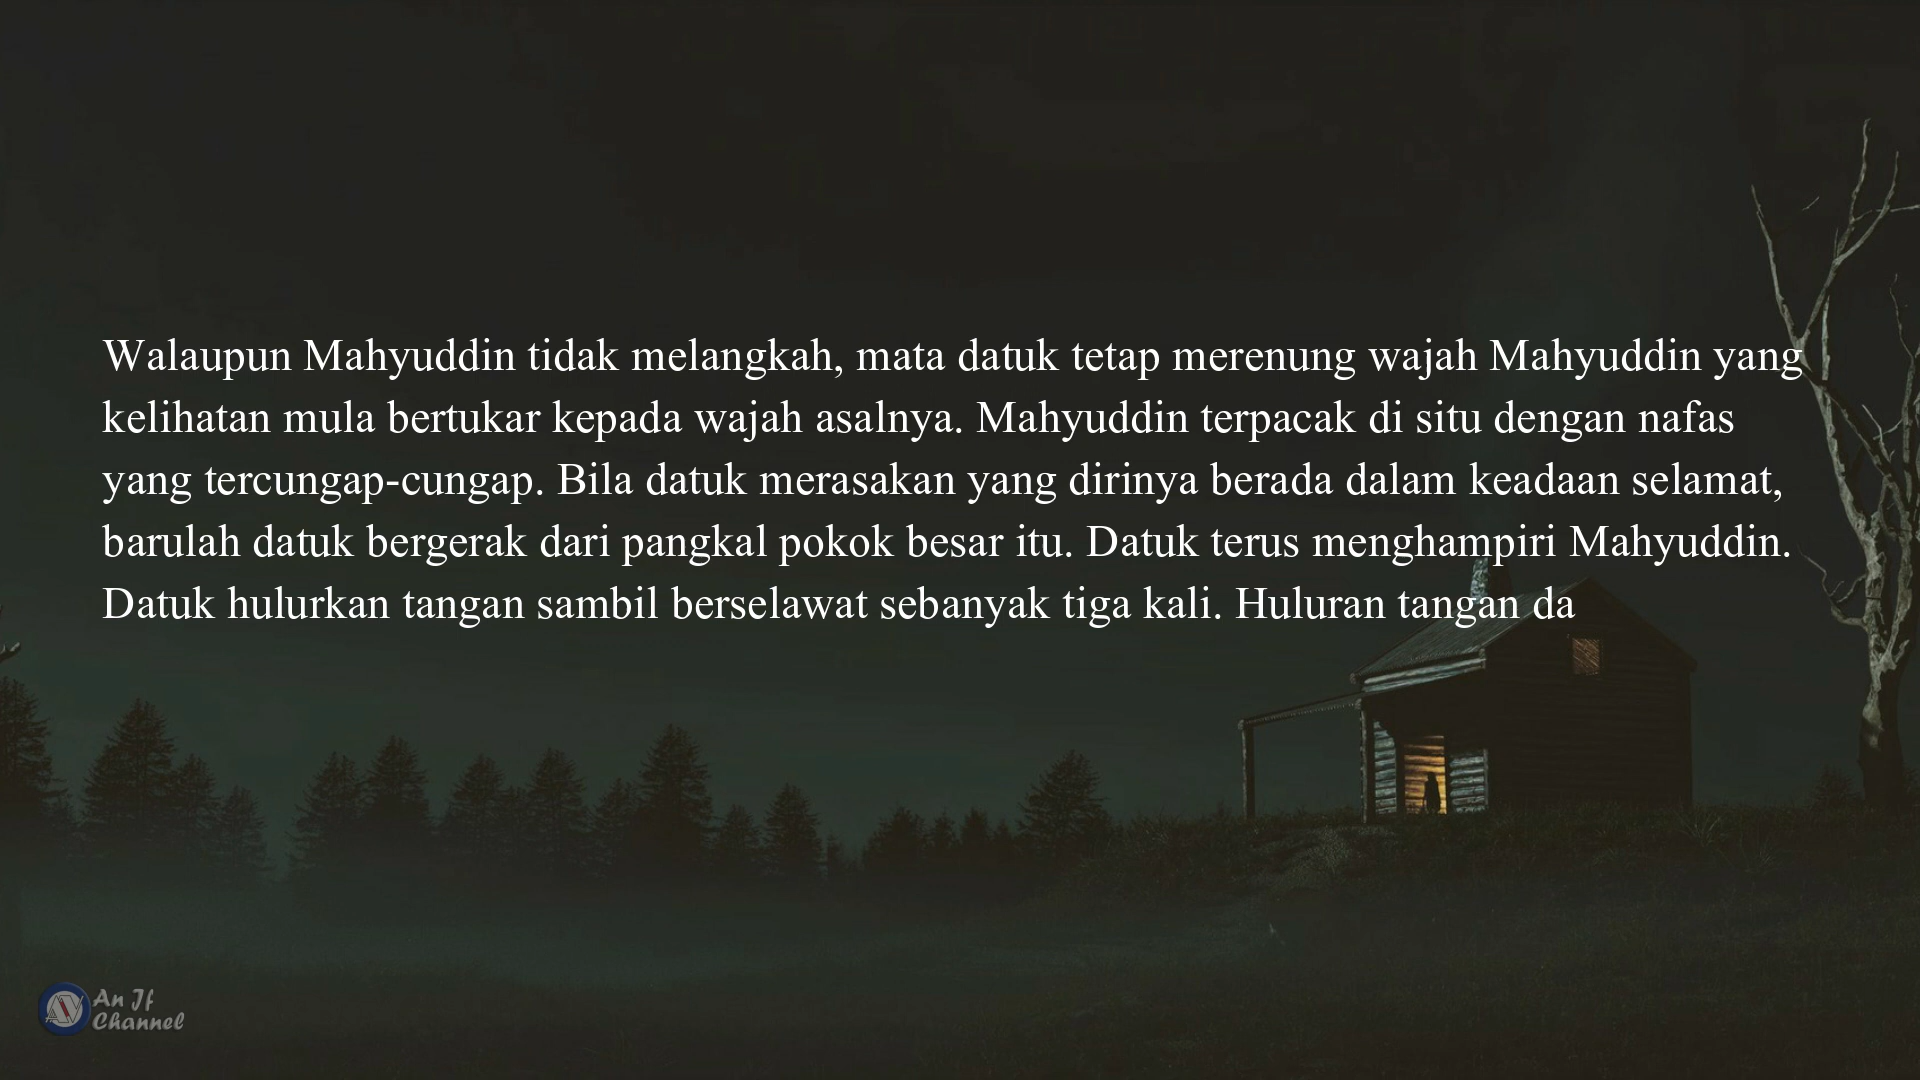 Walaupun Mahyuddin tidak melangkah, mata datuk tetap merenung wajah Mahyuddin yang
kelihatan mula bertukar kepada wajah asalnya. Mahyuddin terpacak di situ dengan nafas
yang tercungap-cungap. Bila datuk merasakan yang dirinya berada dalam keadaan selamat,
barulah datuk bergerak dari pangkal pokok besar itu. Datuk terus menghampiri Mahyuddin.
Datuk hulurkan tangan sambil berselawat sebanyak tiga kali. Huluran tangan da
An If
Channel